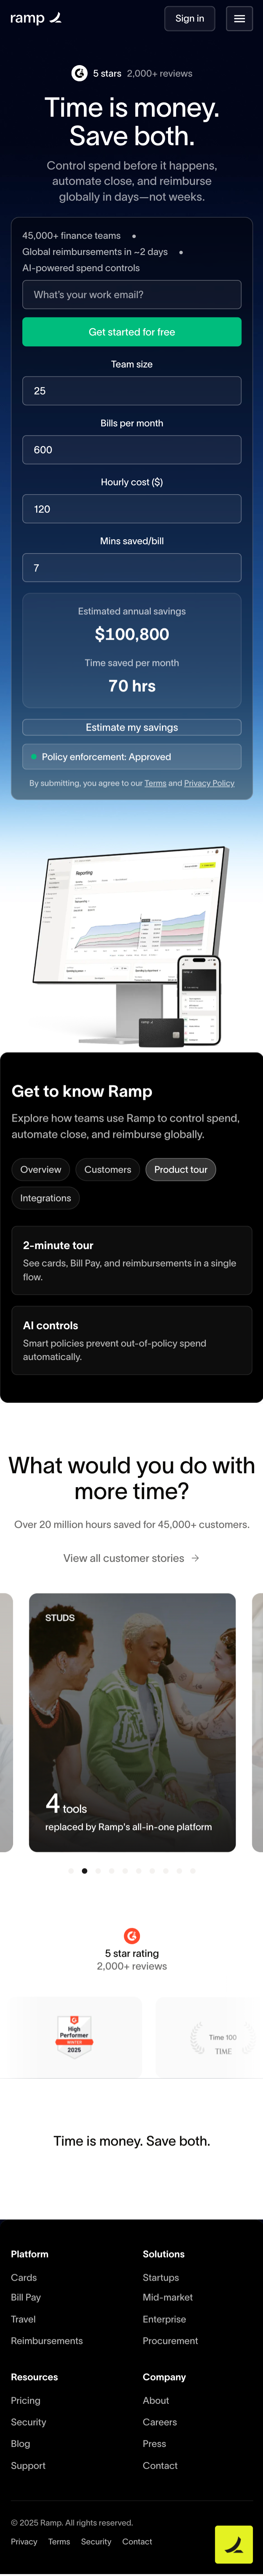 ramp
Sign in
5 stars 2,000+ reviews
Time is money.
Save both.
Control spend before it happens,
automate close, and reimburse
globally in days—not weeks.
45,000+ finance teams •
Global reimbursements in ~2 days •
AI-powered spend controls
What's your work email?
Get started for free
Team size
25
Bills per month
600
Hourly cost ($)
120
Mins saved/bill
7
Estimated annual savings
$100,800
Time saved per month
70 hrs
Estimate my savings
Policy enforcement: Approved
By submitting, you agree to our Terms and Privacy Policy
Get to know Ramp
Explore how teams use Ramp to control spend,
automate close, and reimburse globally.
Overview
Customers
Product tour
Integrations
2-minute tour
See cards, Bill Pay, and reimbursements in a single
flow.
AI controls
Smart policies prevent out-of-policy spend
automatically.
What would you do with
more time?
Over 20 million hours saved for 45,000+ customers.
View all customer stories →
STUDS
4 tools
replaced by Ramp's all-in-one platform
5 star rating
2,000+ reviews
High
Performer
WINTER
2025
Time 100
TIME
Time is money. Save both.
Platform
Cards
Bill Pay
Travel
Reimbursements
Solutions
Startups
Mid-market
Enterprise
Procurement
Resources
Pricing
Security
Blog
Support
Company
About
Careers
Press
Contact
© 2025 Ramp. All rights reserved.
Privacy Terms Security Contact